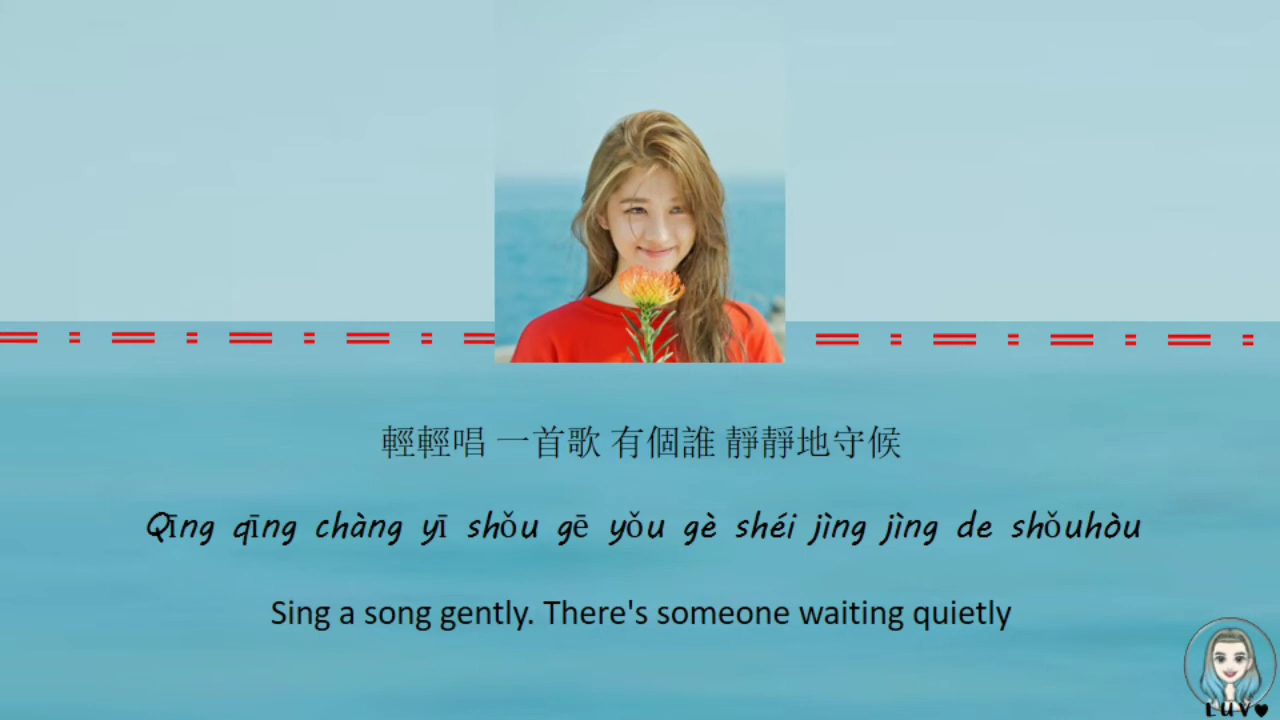 輕輕唱 一首歌 有個誰 靜靜地守候
Qīng qīng chàng yī shǒu gē yǒu gè shéi jìng jìng de shǒuhòu
Sing a song gently. There's someone waiting quietly
LUV♥